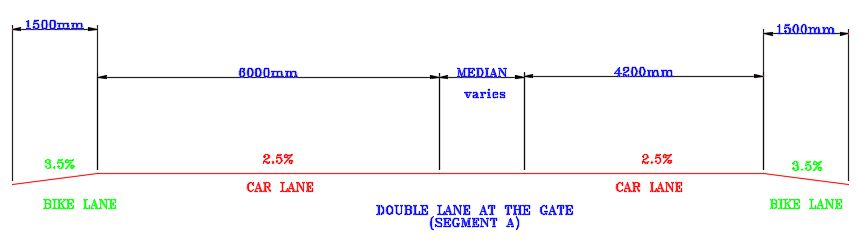 1500mm
1500mm
6000mm
MEDIAN
varies
4200mm
3.5%
2.5%
2.5%
3.5%
CAR LANE
CAR LANE
BIKE LANE
BIKE LANE
DOUBLE LANE AT THE GATE
(SEGMENT A)